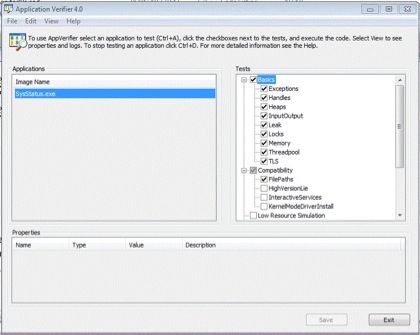 Application Verifier 4.0
File Edit View Help
To use AppVerifier select an application to test (Ctrl+A), click the checkboxes next to the tests, and execute the code. Select View to see
properties and logs. To stop testing an application click Ctrl+D. For more detailed information see the Help.
Applications
Image Name
SysStatus.exe
Tests
Basics
Exceptions
Handles
Heaps
InputOutput
Leak
Locks
Memory
Threadpool
TLS
Compatibility
FilePaths
HighVersionLie
InteractiveServices
KernelModeDriverInstall
Low Resource Simulation
Properties
Name Type Value Description
Save Exit